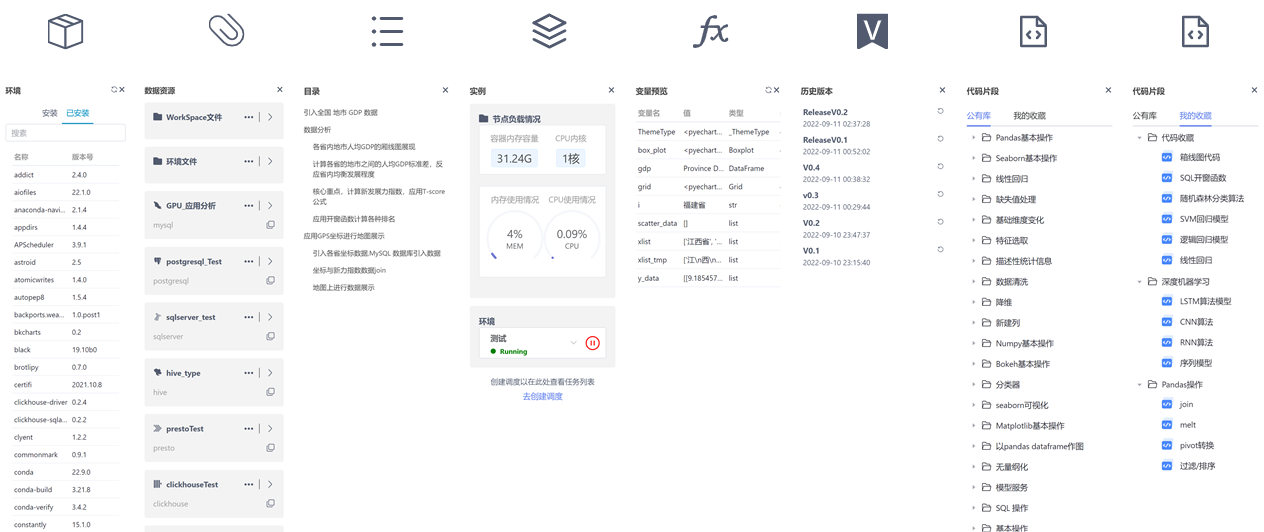 fx
V
环境
安装 已安装
搜索
名称 版本号
addict 2.4.0
aiofiles 22.1.0
anaconda-navi... 2.1.4
appdirs 1.4.4
APScheduler 3.9.1
astroid 2.5
atomicwrites 1.4.0
autopep8 1.5.4
backports.wea... 1.0.post1
bkcharts 0.2
black 19.10b0
brotlipy 0.7.0
certifi 2021.10.8
clickhouse-driver 0.2.4
clickhouse-sqla... 0.2.2
clyent 1.2.2
commonmark 0.9.1
conda 22.9.0
conda-build 3.21.8
conda-verify 3.4.2
constantly 15.1.0
数据资源
WorkSpace文件
环境文件
GPU_应用分析
mysql
postgresql_Test
postgresql
sqlserver_test
sqlserver
hive_type
hive
prestoTest
presto
clickhouseTest
clickhouse
目录
引入全国 地市 GDP 数据
数据分析
各省内地市人均GDP的厢线图展现
计算各省的地市之间的人均GDP标准差，反
应省内均衡发展程度
核心重点，计算新发展力指数，应用T-score
公式
应用开窗函数计算各种排名
应用GPS坐标进行地图展示
引入各省坐标数据,MySQL 数据库引入数据
坐标与新力指数数据join
地图上进行数据展示
实例
节点负载情况
容器内存容量 CPU内核
31.24G 1核
内存使用情况 CPU使用情况
4% 0.09%
MEM CPU
环境
测试
Running
创建调度以在此处查看任务列表
去创建调度
变量预览
变量名 值 类型
ThemeType <pyechart... _ThemeType
box_plot <pyechart... Boxplot
gdp Province D... DataFrame
grid <pyechart... Grid
i 福建省 str
scatter_data [] list
xlist ['江西省', '... list
xlist_tmp ['江\n西\n... list
y_data [[9.185457... list
历史版本
ReleaseV0.2
2022-09-11 02:37:28
ReleaseV0.1
2022-09-11 00:52:02
V0.4
2022-09-11 00:38:32
v0.3
2022-09-11 00:29:44
V0.2
2022-09-10 23:47:37
V0.1
2022-09-10 23:15:40
代码片段
公有库 我的收藏
Pandas基本操作
Seaborn基本操作
线性回归
缺失值处理
基础维度变化
特征选取
描述性统计信息
数据清洗
降维
新建列
Numpy基本操作
Bokeh基本操作
分类器
seaborn可视化
Matplotlib基本操作
以pandas dataframe作图
无量纲化
模型服务
SQL 操作
基本操作
代码片段
公有库 我的收藏
代码收藏
箱线图代码
SQL开窗函数
随机森林分类算法
SVM回归模型
逻辑回归模型
线性回归
深度机器学习
LSTM算法模型
CNN算法
RNN算法
序列模型
Pandas操作
join
melt
pivot转换
过滤/排序